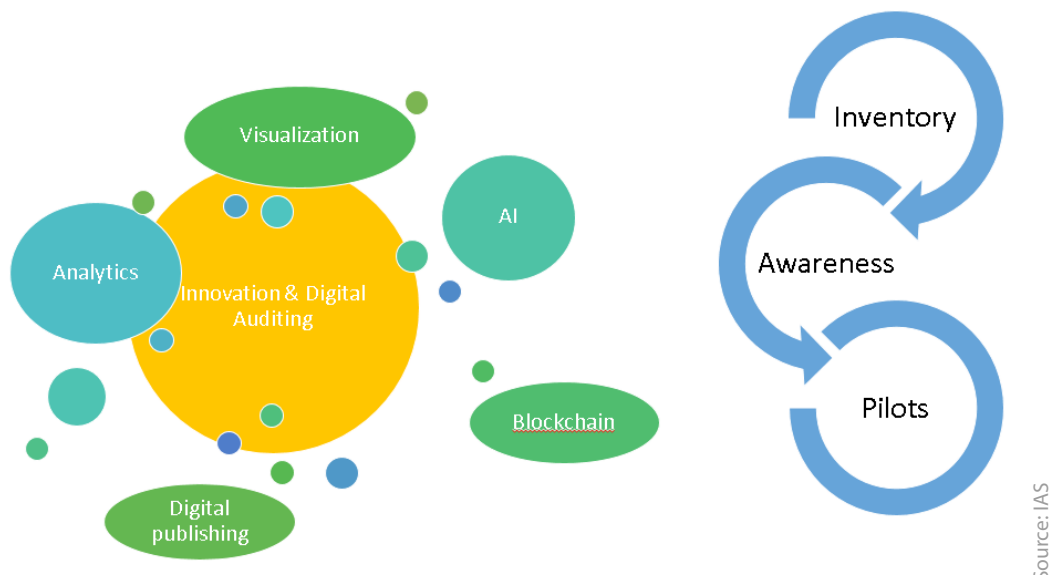 Visualization
AI
Analytics
Innovation & Digital
Auditing
Blockchain
Digital
publishing
Inventory
Awareness
Pilots
Source: IAS